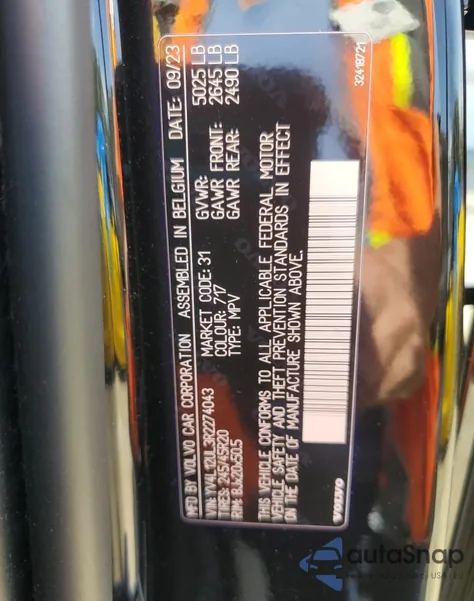 MFD BY VOLVO CAR CORPORATION ASSEMBLED IN BELGIUM DATE: 09/23
VIN: YV4L12UL3R2274043
TIRES: 245/45R20
RIMS: 8Jx20x50.5
MARKET CODE: 31
COLOUR: 717
TYPE: MPV
GVWR: 5025 LB
GAWR FRONT: 2645 LB
GAWR REAR: 2490 LB
THIS VEHICLE CONFORMS TO ALL APPLICABLE FEDERAL MOTOR
VEHICLE SAFETY AND THEFT PREVENTION STANDARDS IN EFFECT
ON THE DATE OF MANUFACTURE SHOWN ABOVE.
VOLVO
32418721
autoSnap